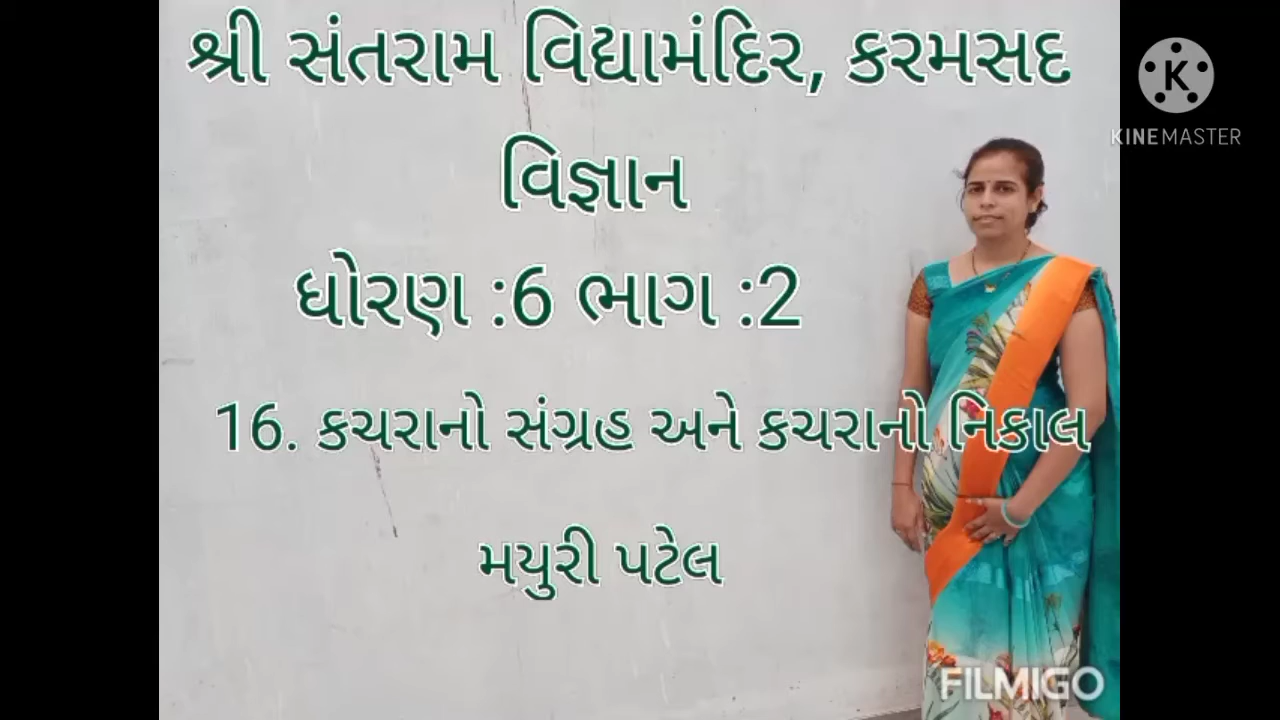 શ્રી સંતરામ વિદ્યામંદિર, કરમસદ
K
KINEMASTER
વિજ્ઞાન
ધોરણ :6 ભાગ :2
16. કચરાનો સંગ્રહ અને કચરાનો નિકાલ
મયુરી પટેલ
FILMIGO